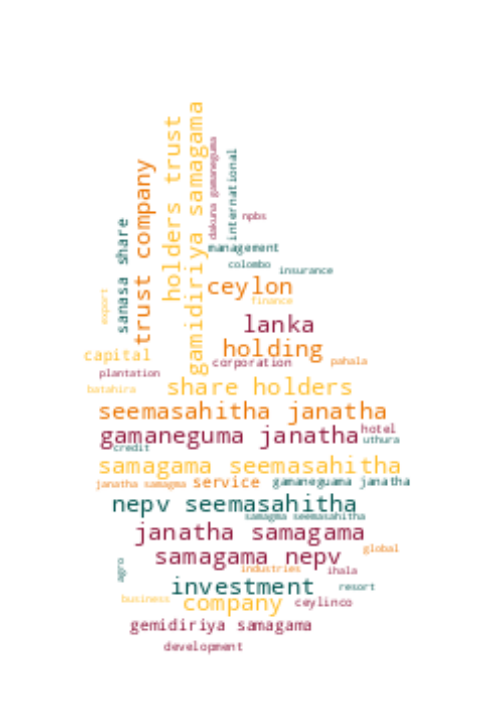 gamidiriya samagama
holders trust
trust company
sanasa share
dakuna gamaneguma
international
npbs
management
colombo
insurance
ceylon
export
finance
lanka
holding
capital
corporation
pahala
plantation
batahira
share holders
seemasahitha janatha
gamaneguma janatha
hotel
uthura
credit
samagama seemasahitha
janatha samagma
service
gamaneguama janatha
nepv seemasahitha
samagma seemasahitha
janatha samagama
samagama nepv
global
agro
industries
ihala
investment
resort
business
company
ceylinco
gemidiriya samagama
development